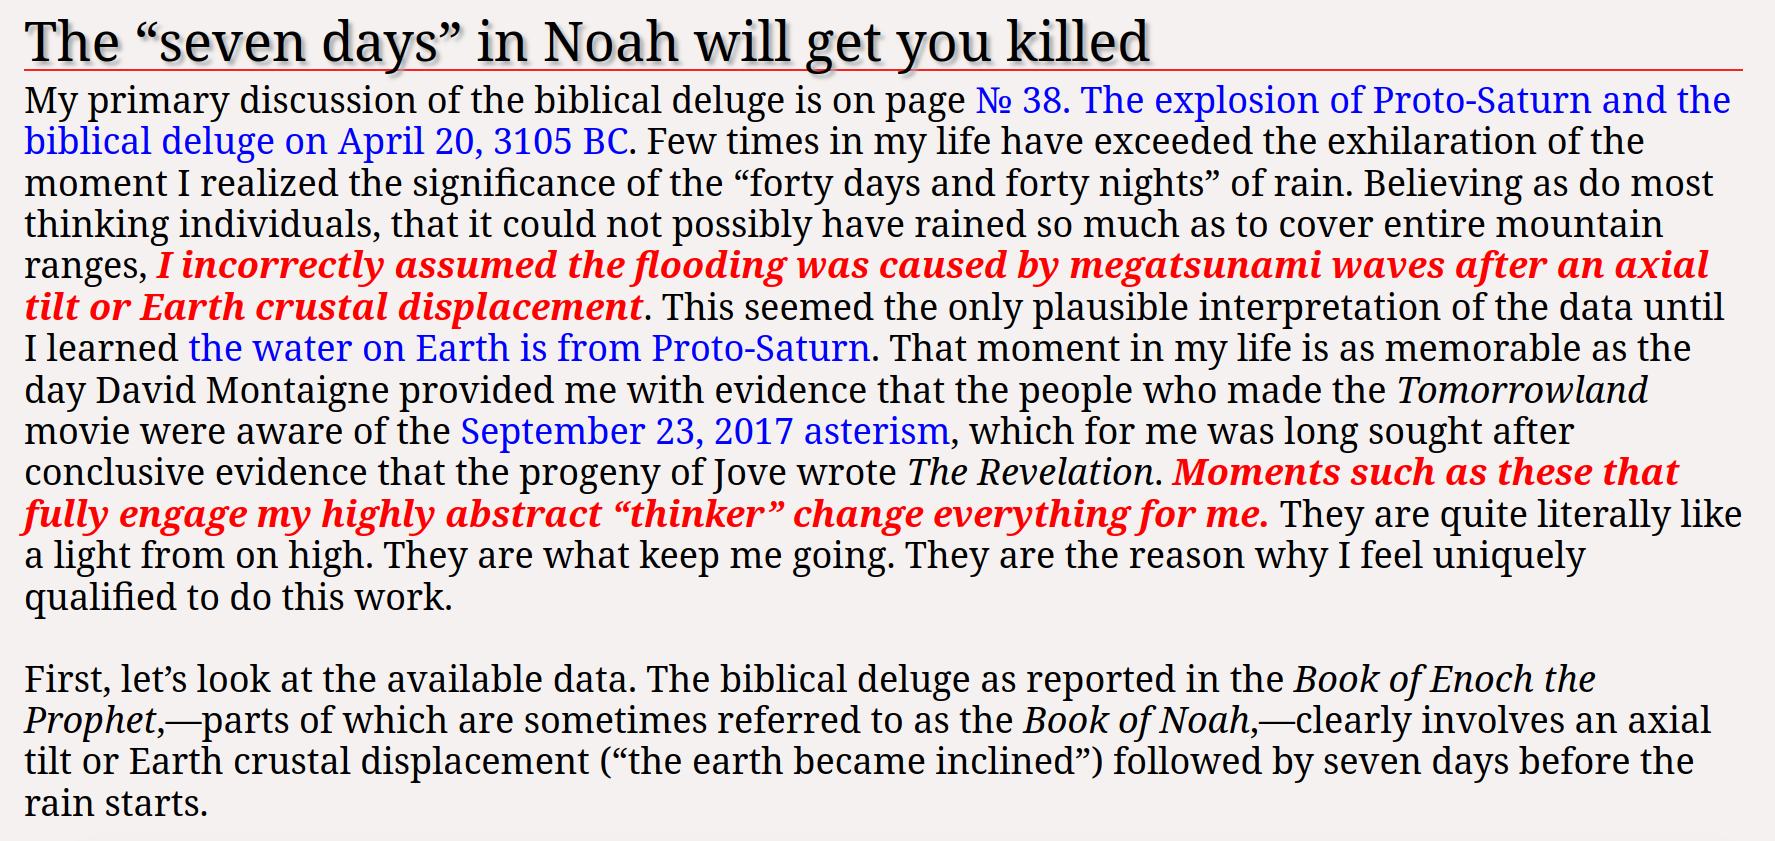 The “seven days” in Noah will get you killed
My primary discussion of the biblical deluge is on page № 38. The explosion of Proto-Saturn and the
biblical deluge on April 20, 3105 BC. Few times in my life have exceeded the exhilaration of the
moment I realized the significance of the “forty days and forty nights” of rain. Believing as do most
thinking individuals, that it could not possibly have rained so much as to cover entire mountain
ranges, I incorrectly assumed the flooding was caused by megatsunami waves after an axial
tilt or Earth crustal displacement. This seemed the only plausible interpretation of the data until
I learned the water on Earth is from Proto-Saturn. That moment in my life is as memorable as the
day David Montaigne provided me with evidence that the people who made the Tomorrowland
movie were aware of the September 23, 2017 asterism, which for me was long sought after
conclusive evidence that the progeny of Jove wrote The Revelation. Moments such as these that
fully engage my highly abstract “thinker” change everything for me. They are quite literally like
a light from on high. They are what keep me going. They are the reason why I feel uniquely
qualified to do this work.
First, let’s look at the available data. The biblical deluge as reported in the Book of Enoch the
Prophet,—parts of which are sometimes referred to as the Book of Noah,—clearly involves an axial
tilt or Earth crustal displacement (“the earth became inclined”) followed by seven days before the
rain starts.